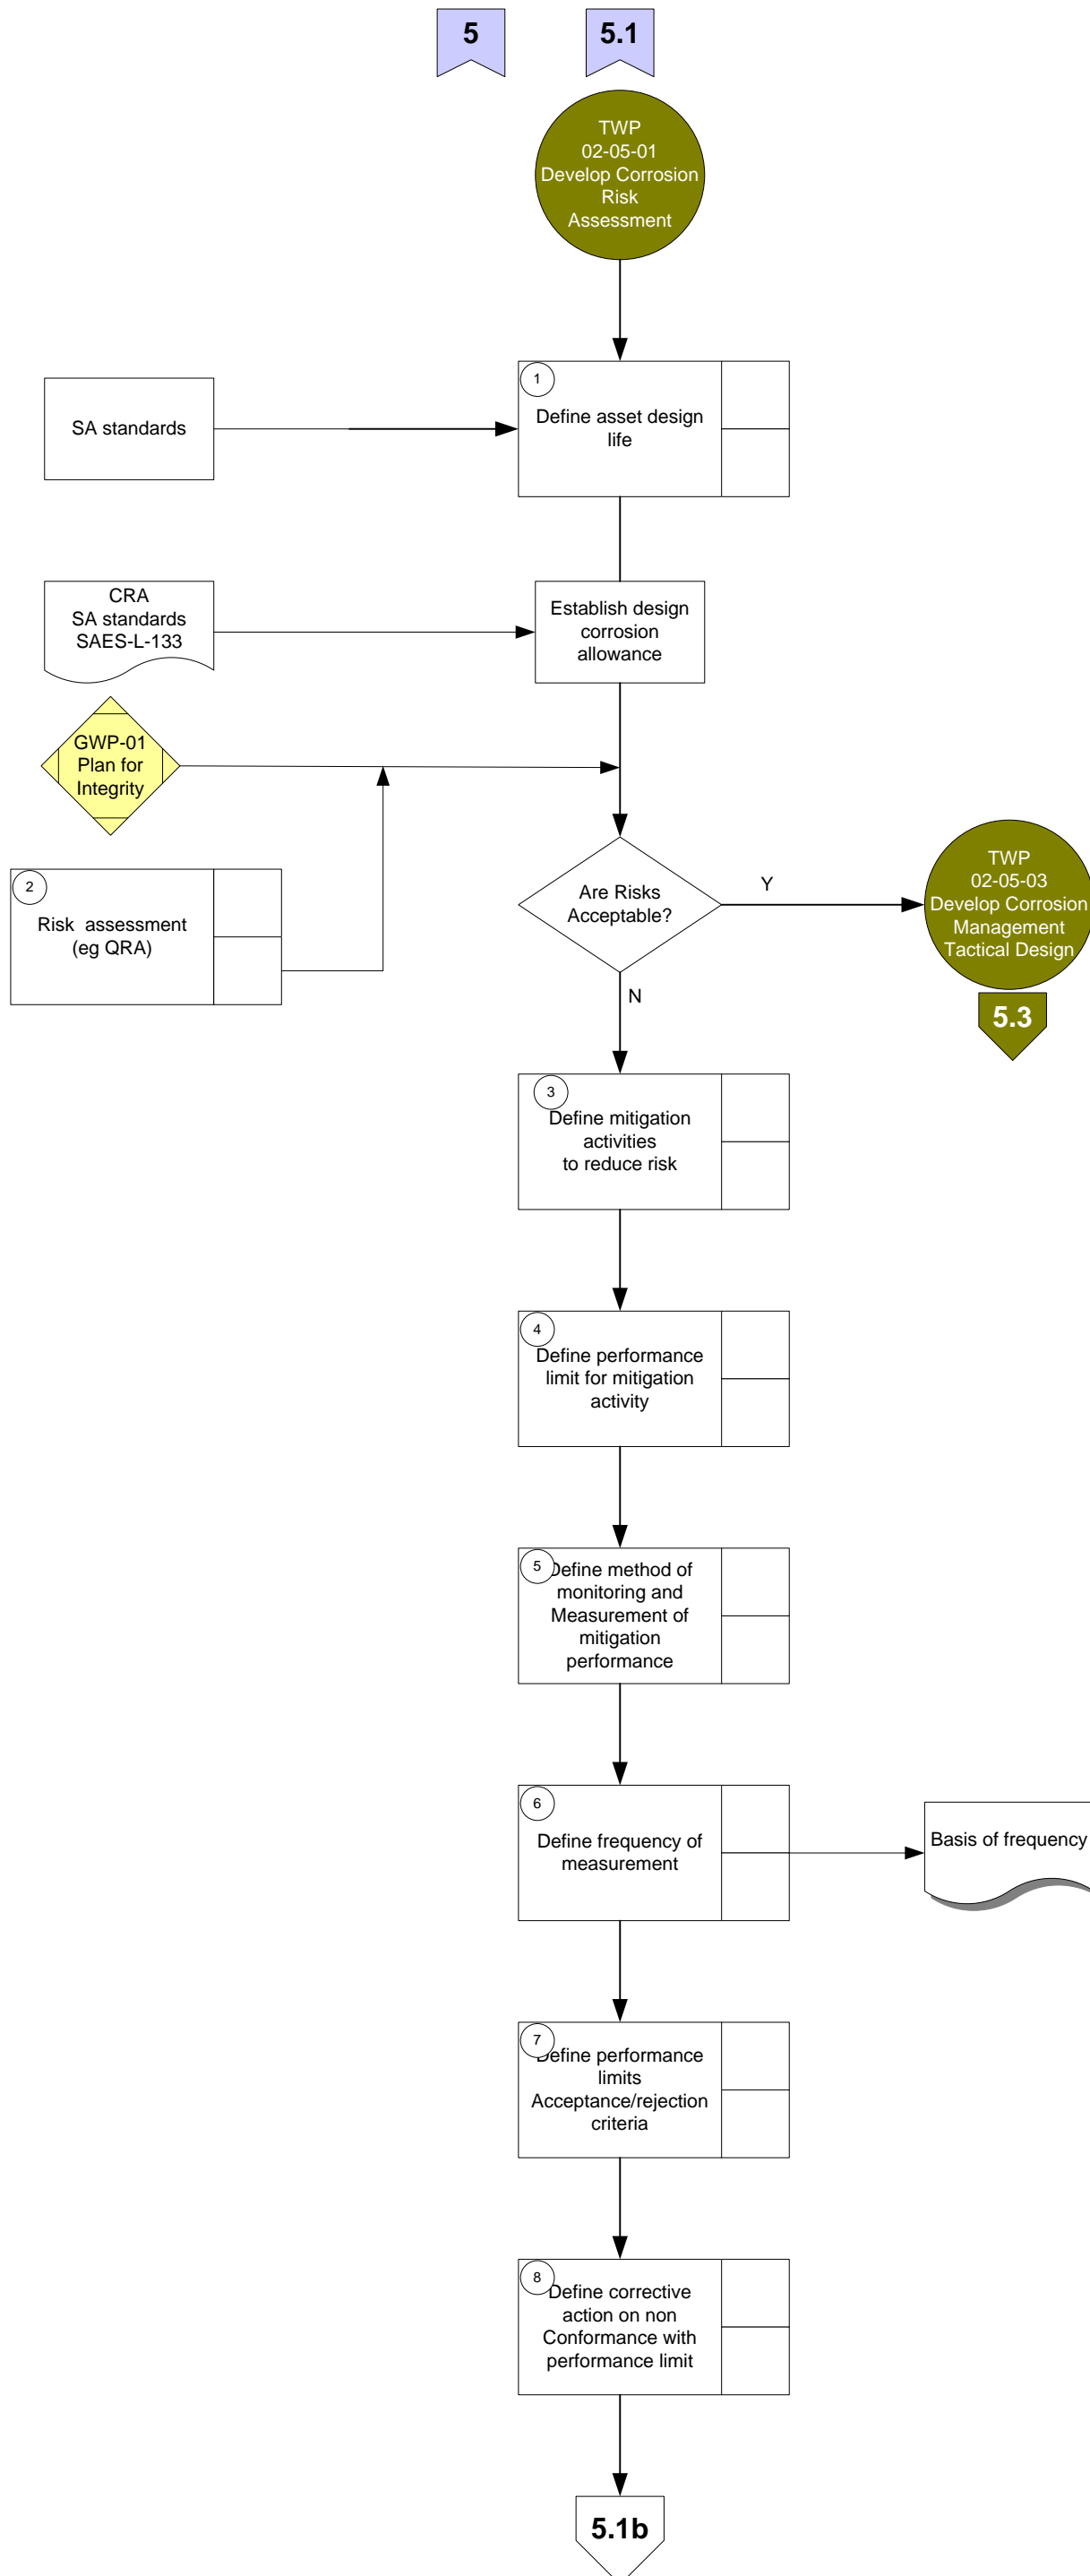 5
5.1
TWP
02-05-01
Develop Corrosion
Risk
Assessment
1
Define asset design
life
SA standards
CRA
SA standards
SAES-L-133
Establish design
corrosion
allowance
GWP-01
Plan for
Integrity
2
Risk assessment
(eg QRA)
Are Risks
Acceptable?
Y
N
TWP
02-05-03
Develop Corrosion
Management
Tactical Design
5.3
3
Define mitigation
activities
to reduce risk
4
Define performance
limit for mitigation
activity
5
Define method of
monitoring and
Measurement of
mitigation
performance
6
Define frequency of
measurement
Basis of frequency
7
Define performance
limits
Acceptance/rejection
criteria
8
Define corrective
action on non
Conformance with
performance limit
5.1b